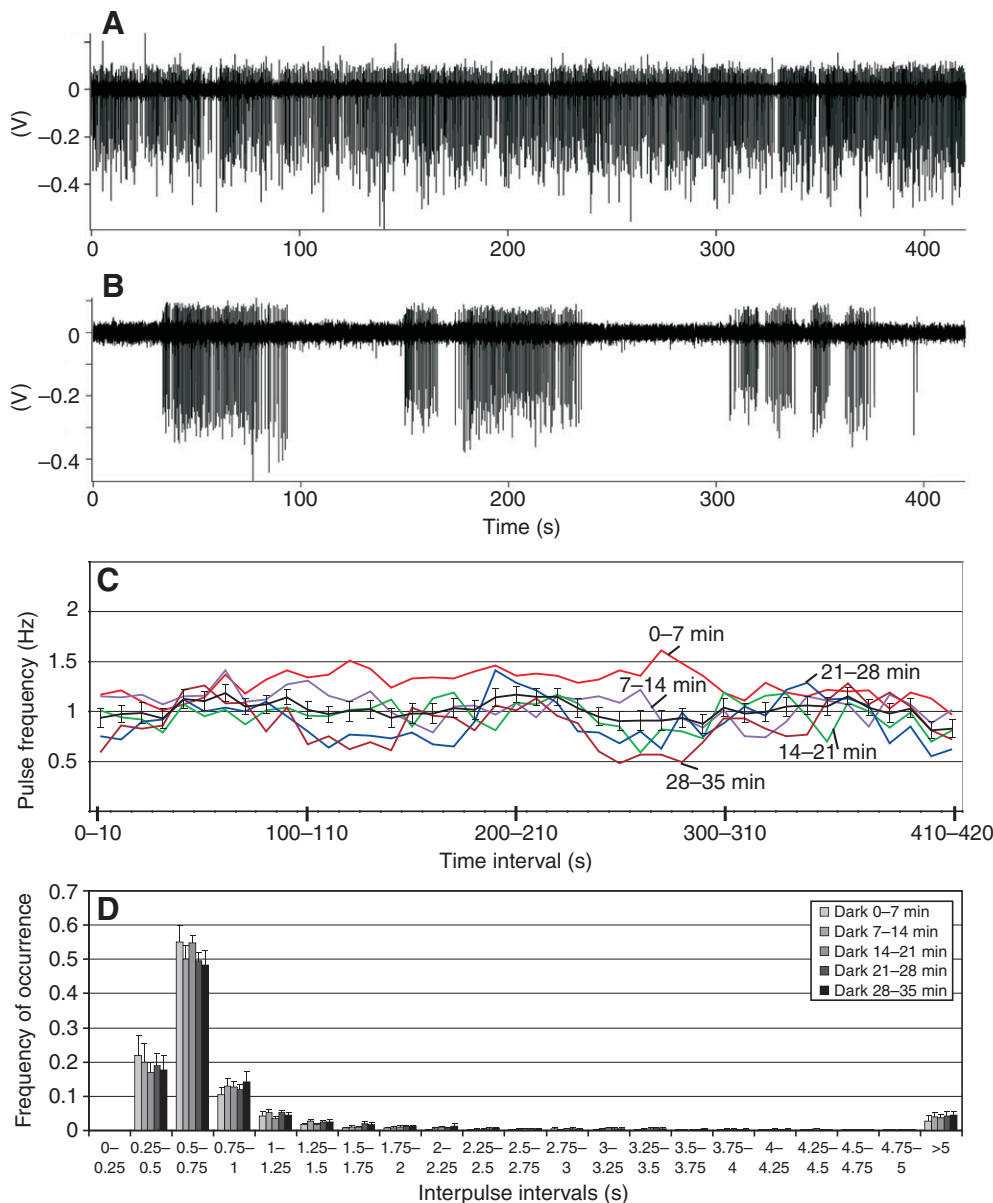 A
(V)
0
–0.2
–0.4
0 100 200 300 400
B
(V)
0
–0.2
–0.4
0 100 200 300 400
Time (s)
C
Pulse frequency (Hz)
2
1.5
1
0.5
0–7 min
7–14 min
21–28 min
14–21 min
28–35 min
0–10 100–110 200–210 300–310 410–420
Time interval (s)
D
Frequency of occurrence
0.7
0.6
0.5
0.4
0.3
0.2
0.1
0
Dark 0–7 min
Dark 7–14 min
Dark 14–21 min
Dark 21–28 min
Dark 28–35 min
0– 0.25– 0.5– 0.75– 1– 1.25– 1.5– 1.75– 2– 2.25– 2.5– 2.75– 3– 3.25– 3.5– 3.75– 4– 4.25– 4.5– 4.75– >5
0.25 0.5 0.75 1 1.25 1.5 1.75 2 2.25 2.5 2.75 3 3.25 3.5 3.75 4 4.25 4.5 4.75 5
Interpulse intervals (s)